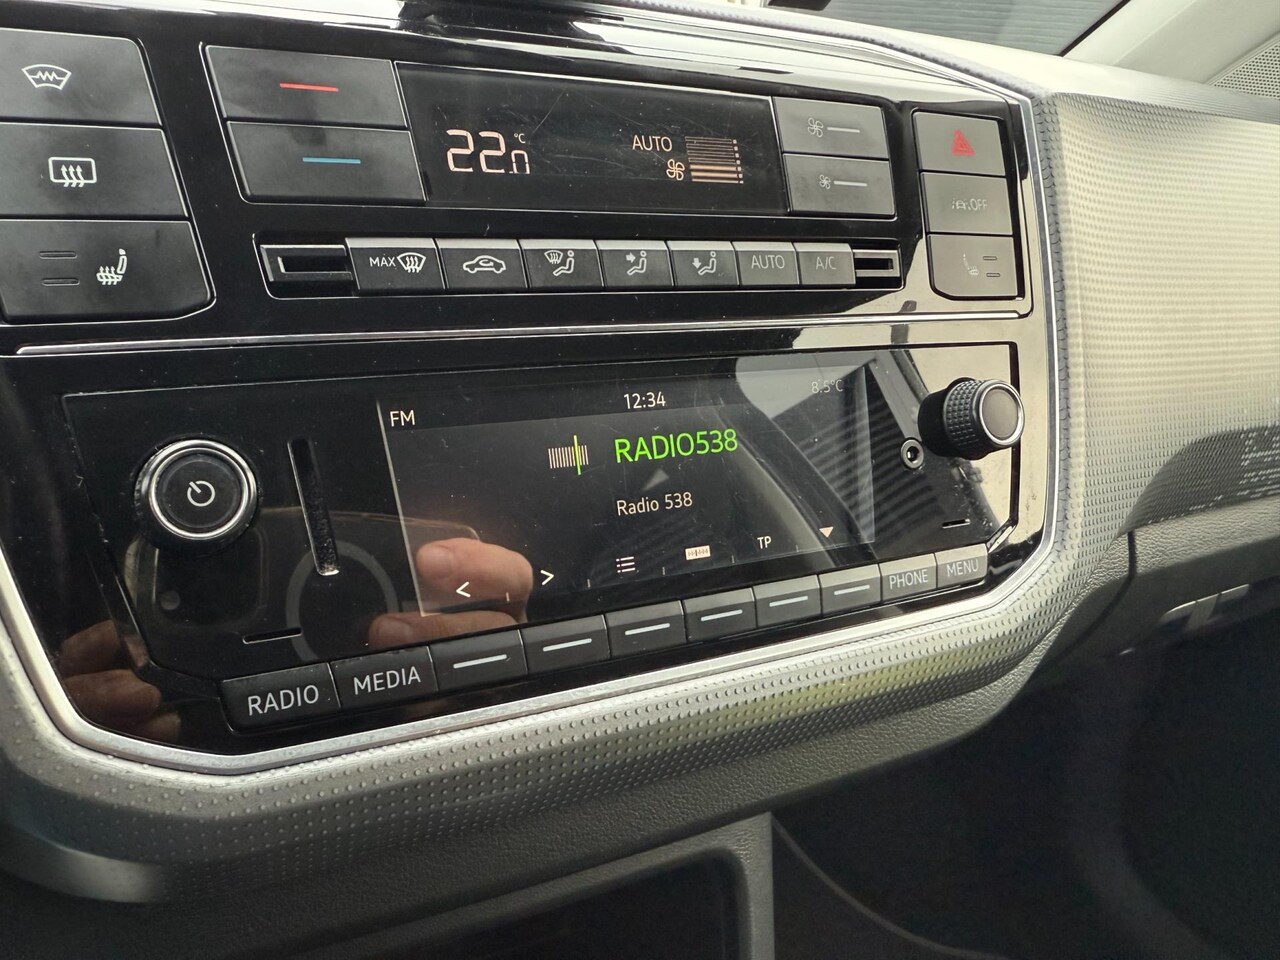 22.0 °C
AUTO
OFF
MAX
AUTO
A/C
FM
12:34
8.5°C
RADIO538
Radio 538
<
>
TP
RADIO
MEDIA
PHONE
MENU